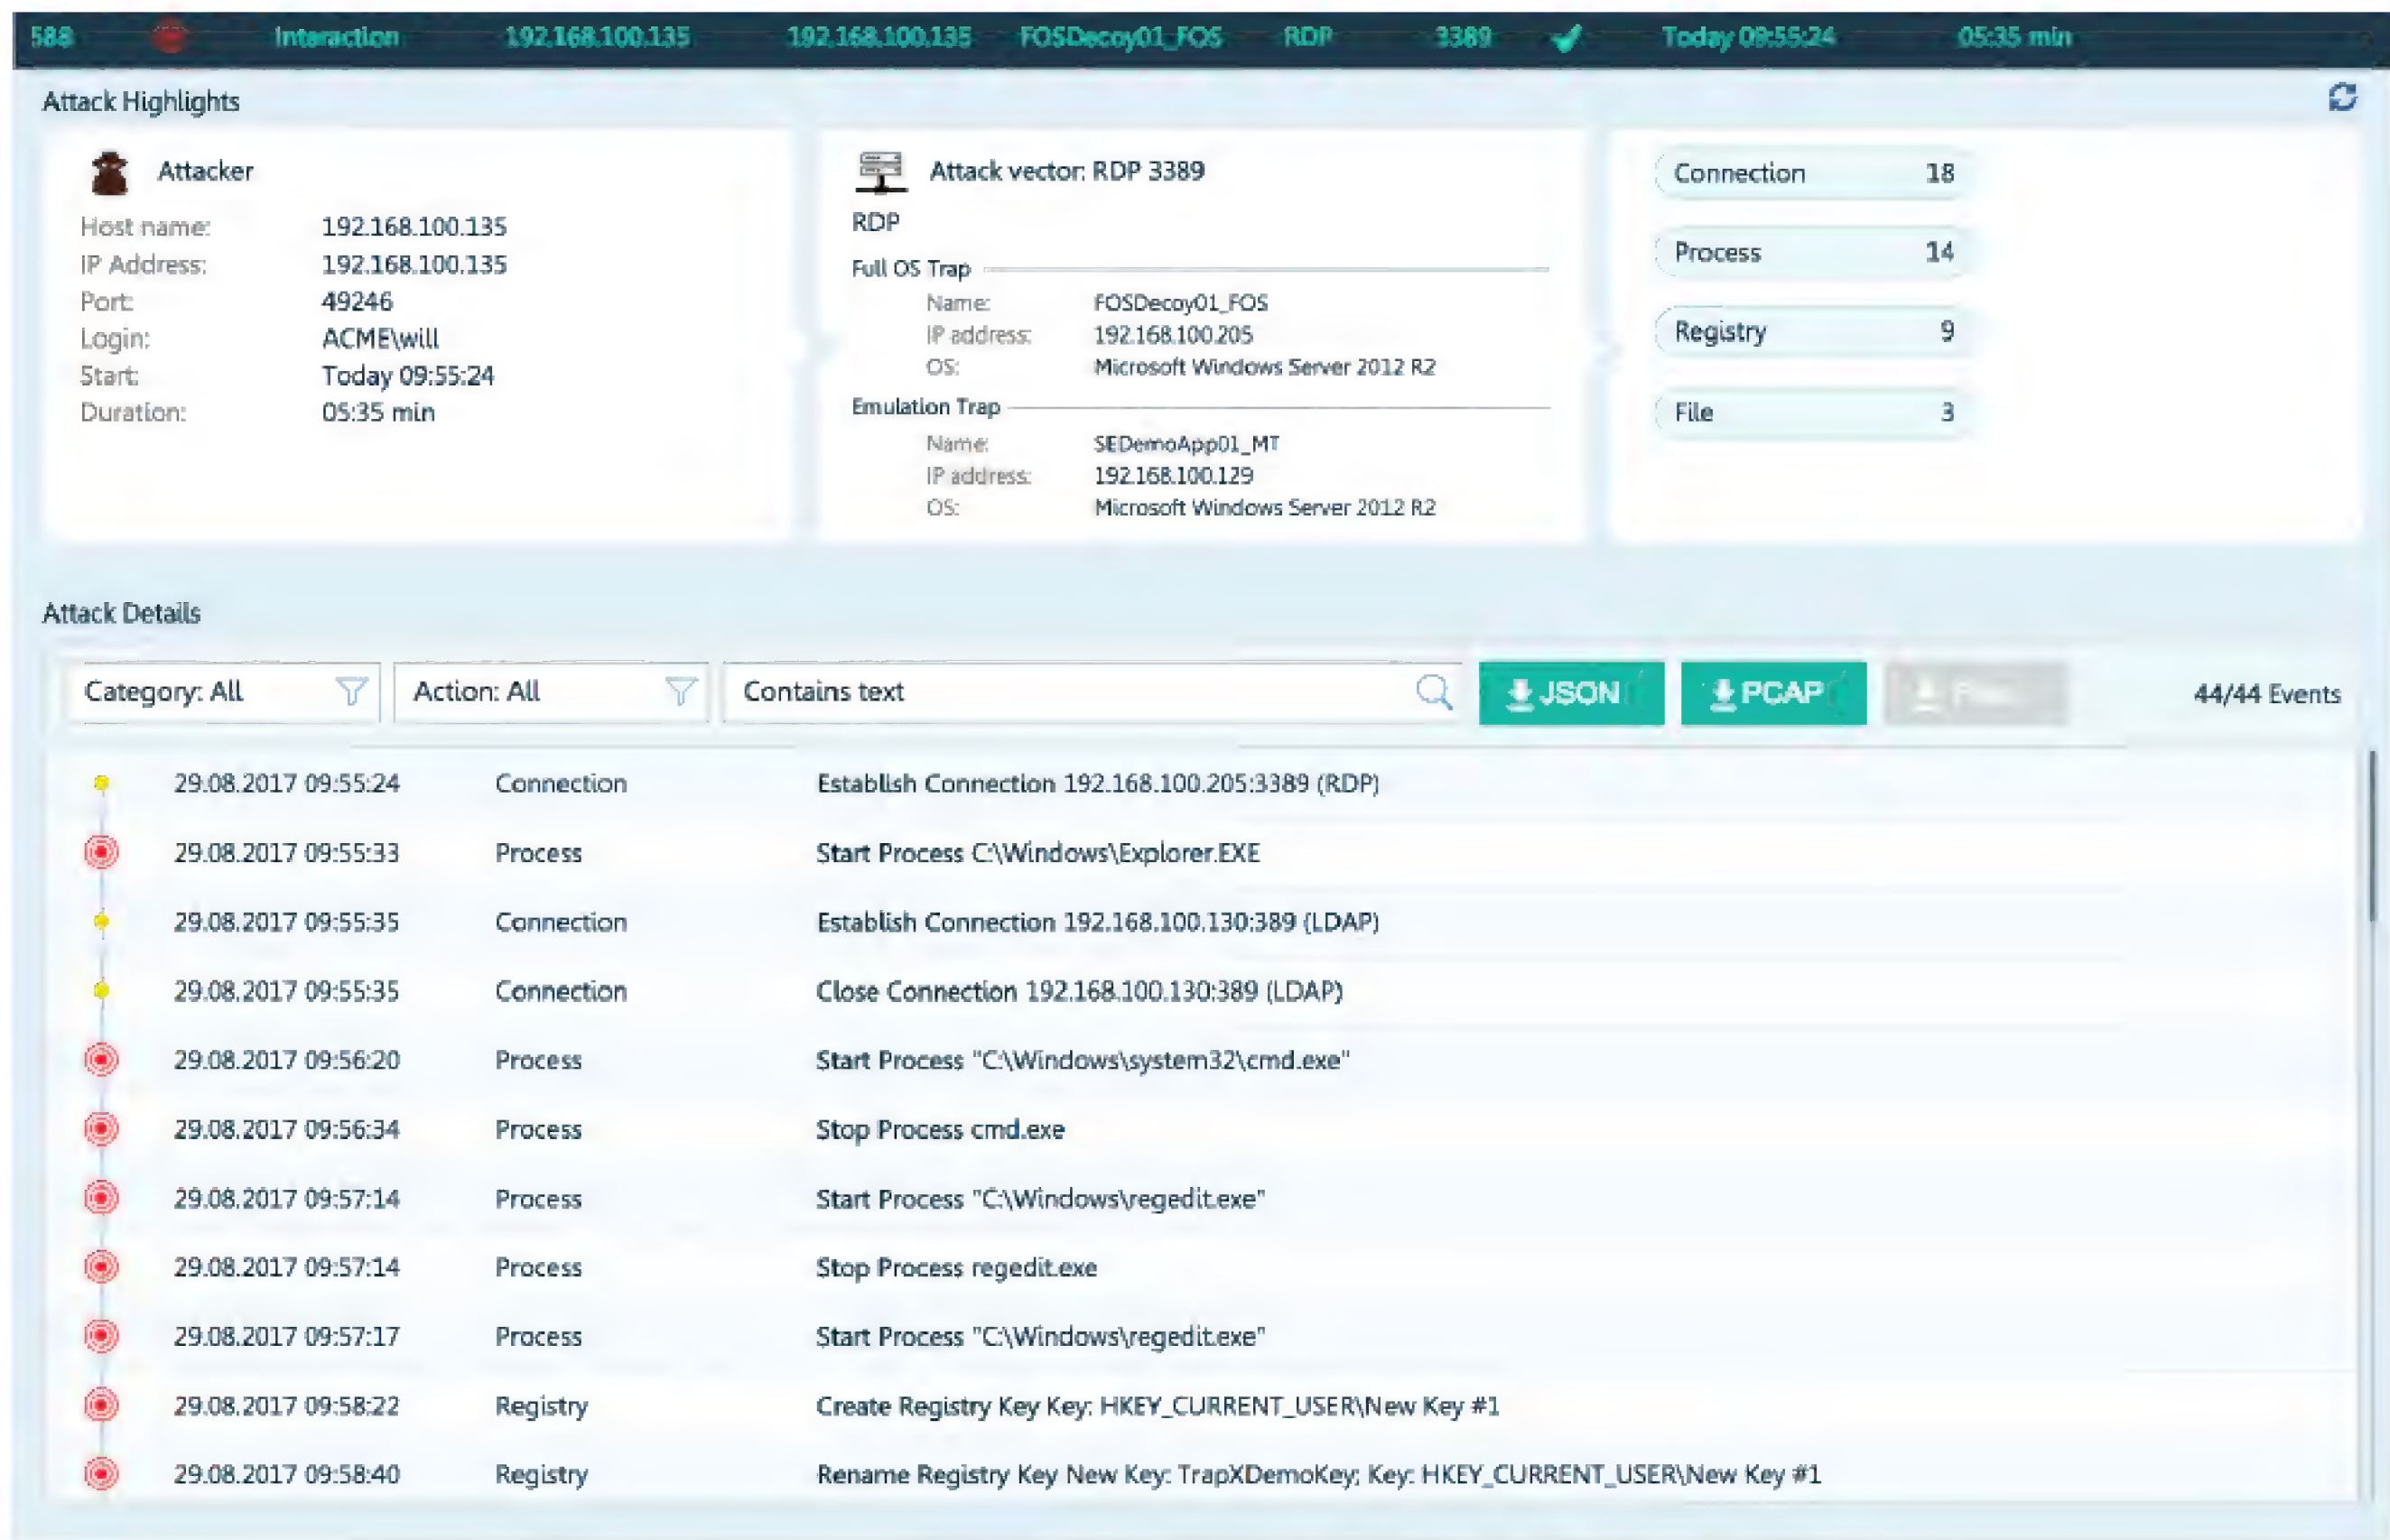 588 Interaction 192.168.100.135 192.168.100.135 FOSDecoy01_FOS RDP 3389 Today 09:55:24 05:35 min
Attack Highlights
Attacker
Host name: 192.168.100.135
IP Address: 192.168.100.135
Port: 49246
Login: ACME\will
Start: Today 09:55:24
Duration: 05:35 min
Attack vector: RDP 3389
RDP
Full OS Trap
Name: FOSDecoy01_FOS
IP address: 192.168.100.205
OS: Microsoft Windows Server 2012 R2
Emulation Trap
Name: SEDemoApp01_MT
IP address: 192.168.100.129
OS: Microsoft Windows Server 2012 R2
Connection 18
Process 14
Registry 9
File 3
Attack Details
Category: All Action: All Contains text JSON PCAP 44/44 Events
29.08.2017 09:55:24 Connection Establish Connection 192.168.100.205:3389 (RDP)
29.08.2017 09:55:33 Process Start Process C:\Windows\Explorer.EXE
29.08.2017 09:55:35 Connection Establish Connection 192.168.100.130:389 (LDAP)
29.08.2017 09:55:35 Connection Close Connection 192.168.100.130:389 (LDAP)
29.08.2017 09:56:20 Process Start Process "C:\Windows\system32\cmd.exe"
29.08.2017 09:56:34 Process Stop Process cmd.exe
29.08.2017 09:57:14 Process Start Process "C:\Windows\regedit.exe"
29.08.2017 09:57:14 Process Stop Process regedit.exe
29.08.2017 09:57:17 Process Start Process "C:\Windows\regedit.exe"
29.08.2017 09:58:22 Registry Create Registry Key Key: HKEY_CURRENT_USER\New Key #1
29.08.2017 09:58:40 Registry Rename Registry Key New Key: TrapXDemoKey; Key: HKEY_CURRENT_USER\New Key #1